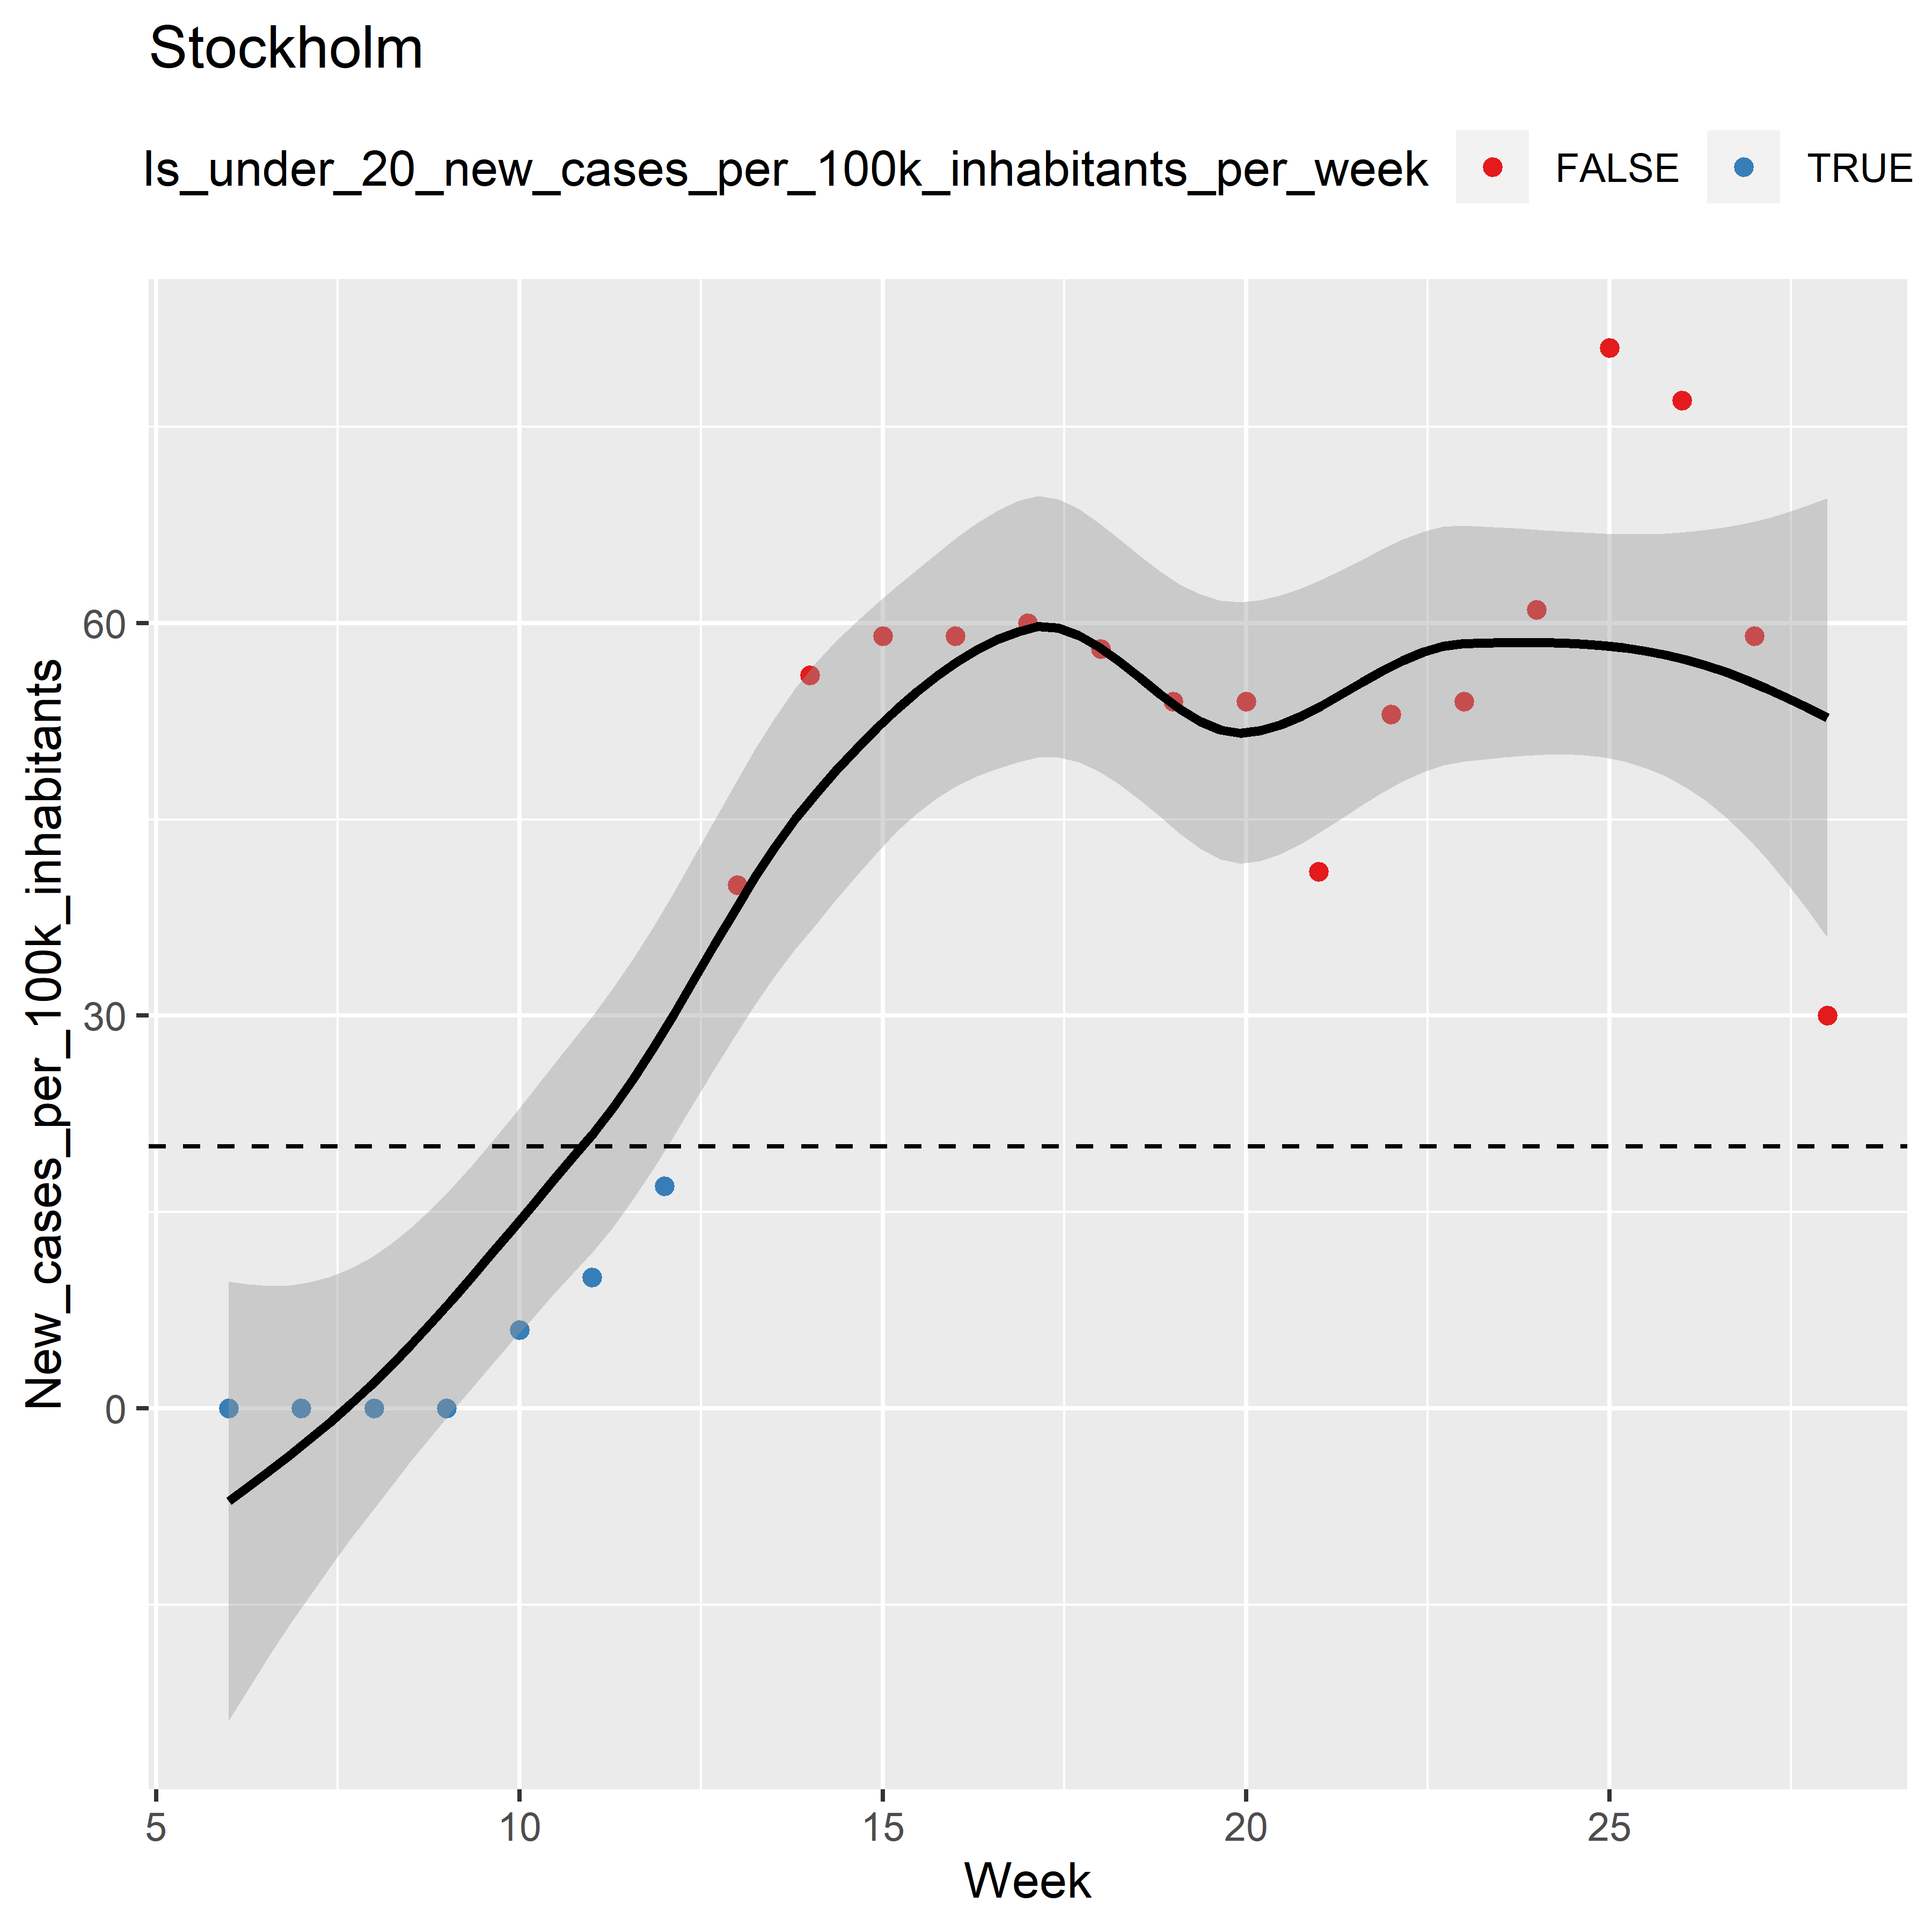 Stockholm
Is_under_20_new_cases_per_100k_inhabitants_per_week FALSE TRUE
New_cases_per_100k_inhabitants
60
30
0
5 10 15 20 25
Week